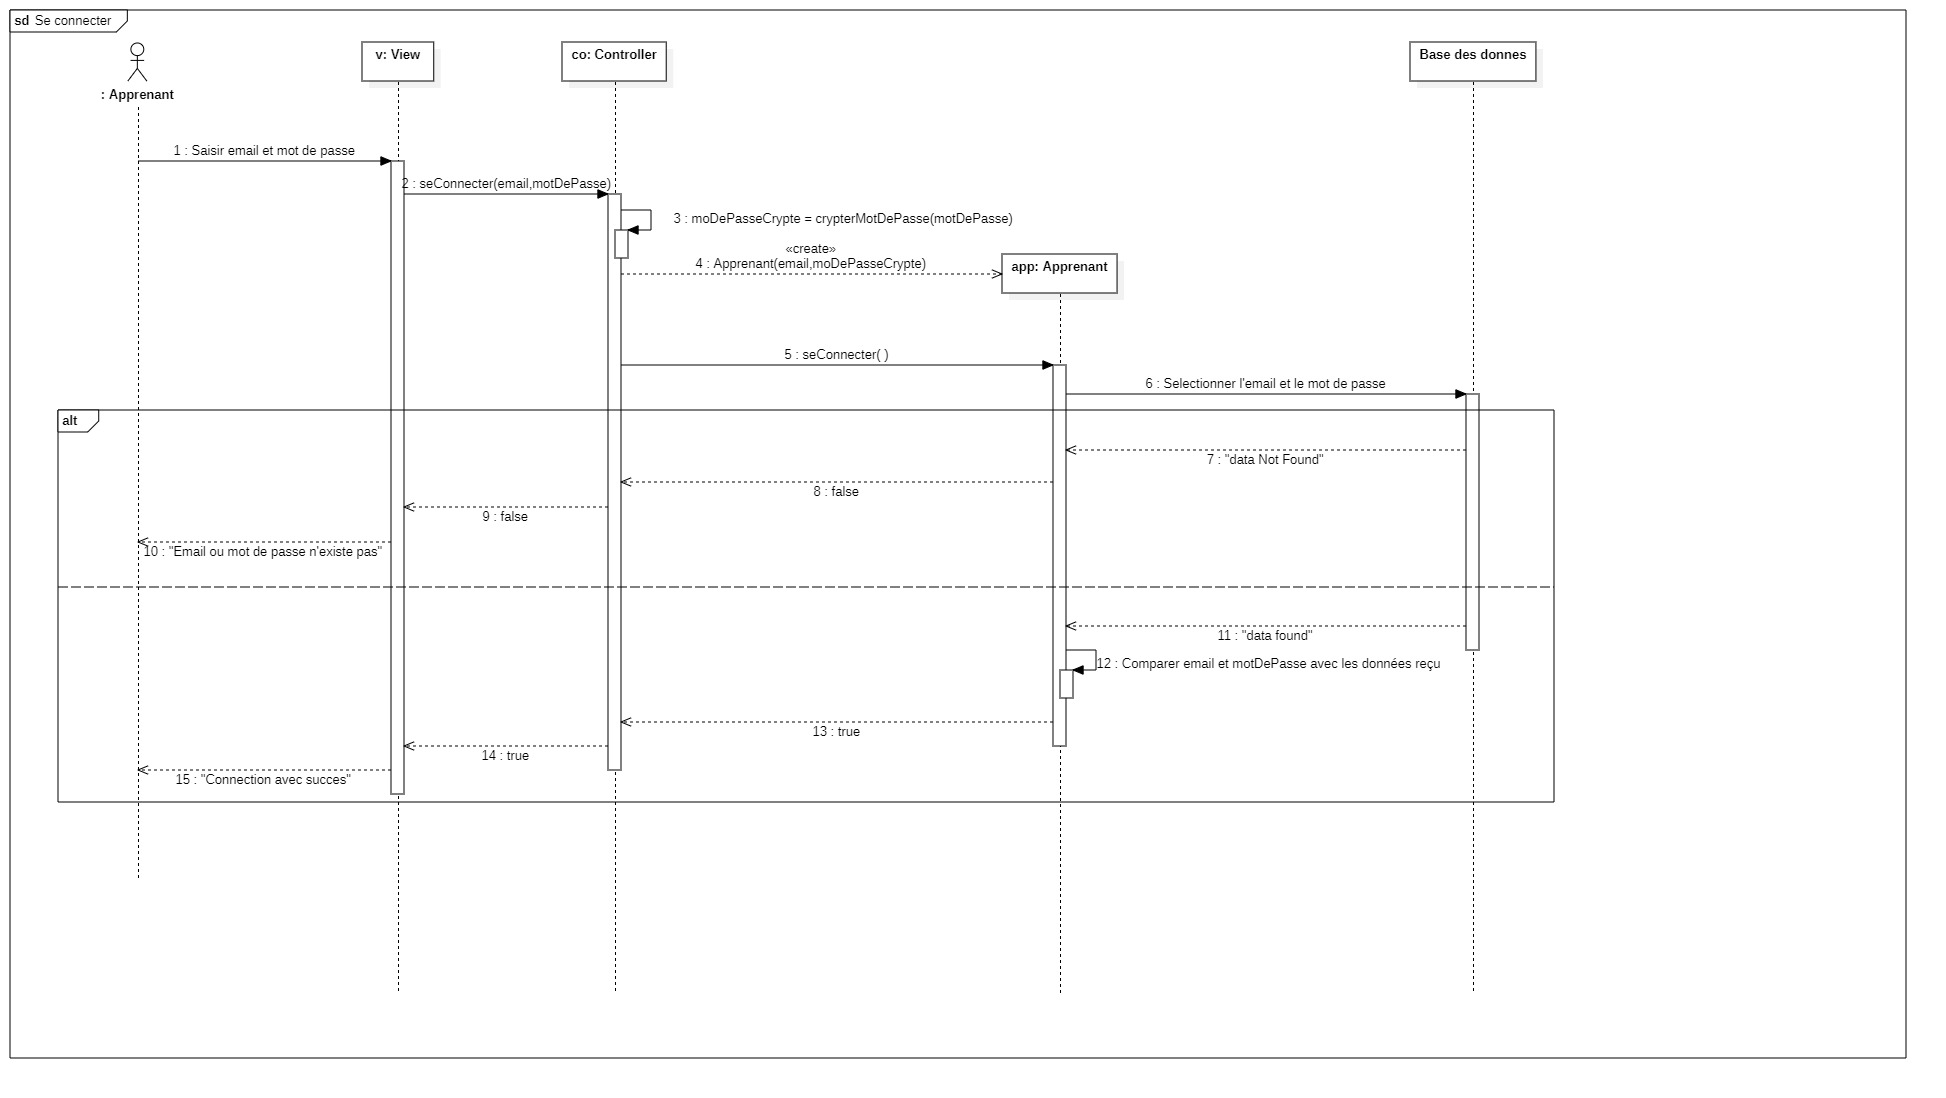 sd Se connecter
v: View
co: Controller
Base des donnes
: Apprenant
1 : Saisir email et mot de passe
2 : seConnecter(email,motDePasse)
3 : moDePasseCrypte = crypterMotDePasse(motDePasse)
«create»
4 : Apprenant(email,moDePasseCrypte)
app: Apprenant
5 : seConnecter( )
6 : Selectionner l'email et le mot de passe
alt
7 : "data Not Found"
8 : false
9 : false
10 : "Email ou mot de passe n'existe pas"
11 : "data found"
12 : Comparer email et motDePasse avec les données reçu
13 : true
14 : true
15 : "Connection avec succes"